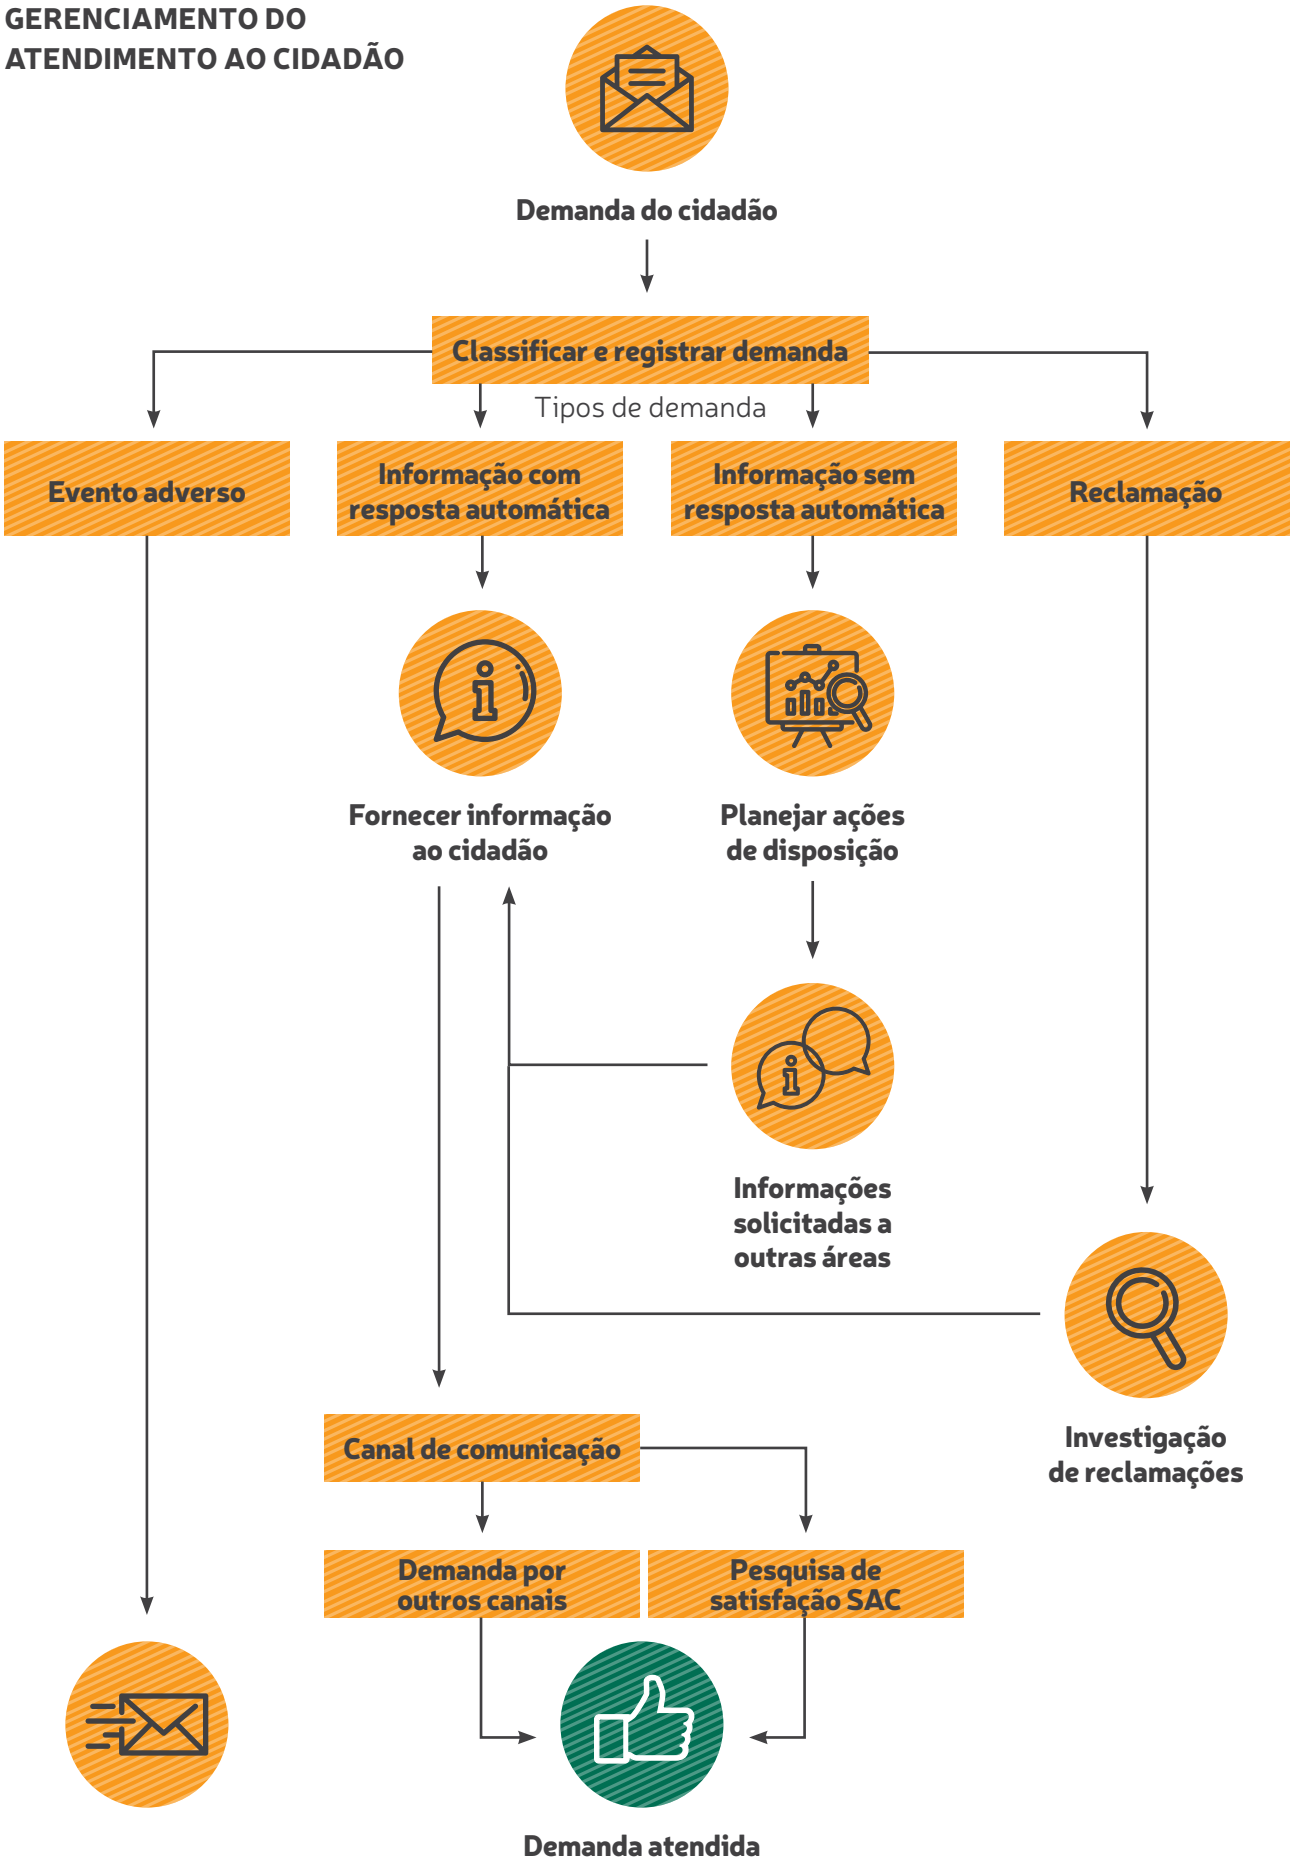 GERENCIAMENTO DO
ATENDIMENTO AO CIDADÃO
Demanda do cidadão
Classificar e registrar demanda
Tipos de demanda
Evento adverso
Informação com
resposta automática
Informação sem
resposta automática
Reclamação
Fornecer informação
ao cidadão
Planejar ações
de disposição
Informações
solicitadas a
outras áreas
Investigação
de reclamações
Canal de comunicação
Demanda por
outros canais
Pesquisa de
satisfação SAC
Demanda atendida